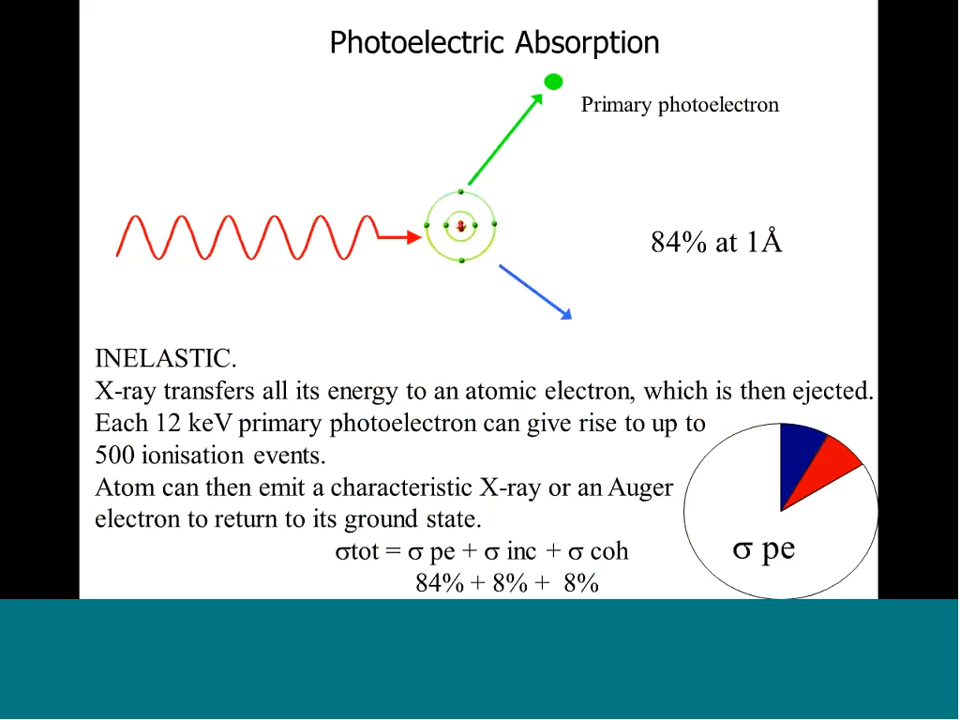 Photoelectric Absorption
Primary photoelectron
84% at 1Å
INELASTIC.
X-ray transfers all its energy to an atomic electron, which is then ejected.
Each 12 keV primary photoelectron can give rise to up to
500 ionisation events.
Atom can then emit a characteristic X-ray or an Auger
electron to return to its ground state.
σtot = σ pe + σ inc + σ coh
84% + 8% + 8%
σ pe